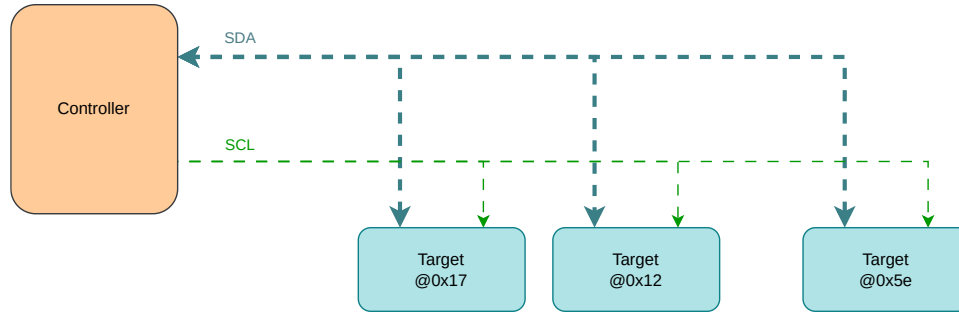 SDA
Controller
SCL
Target
@0x17
Target
@0x12
Target
@0x5e